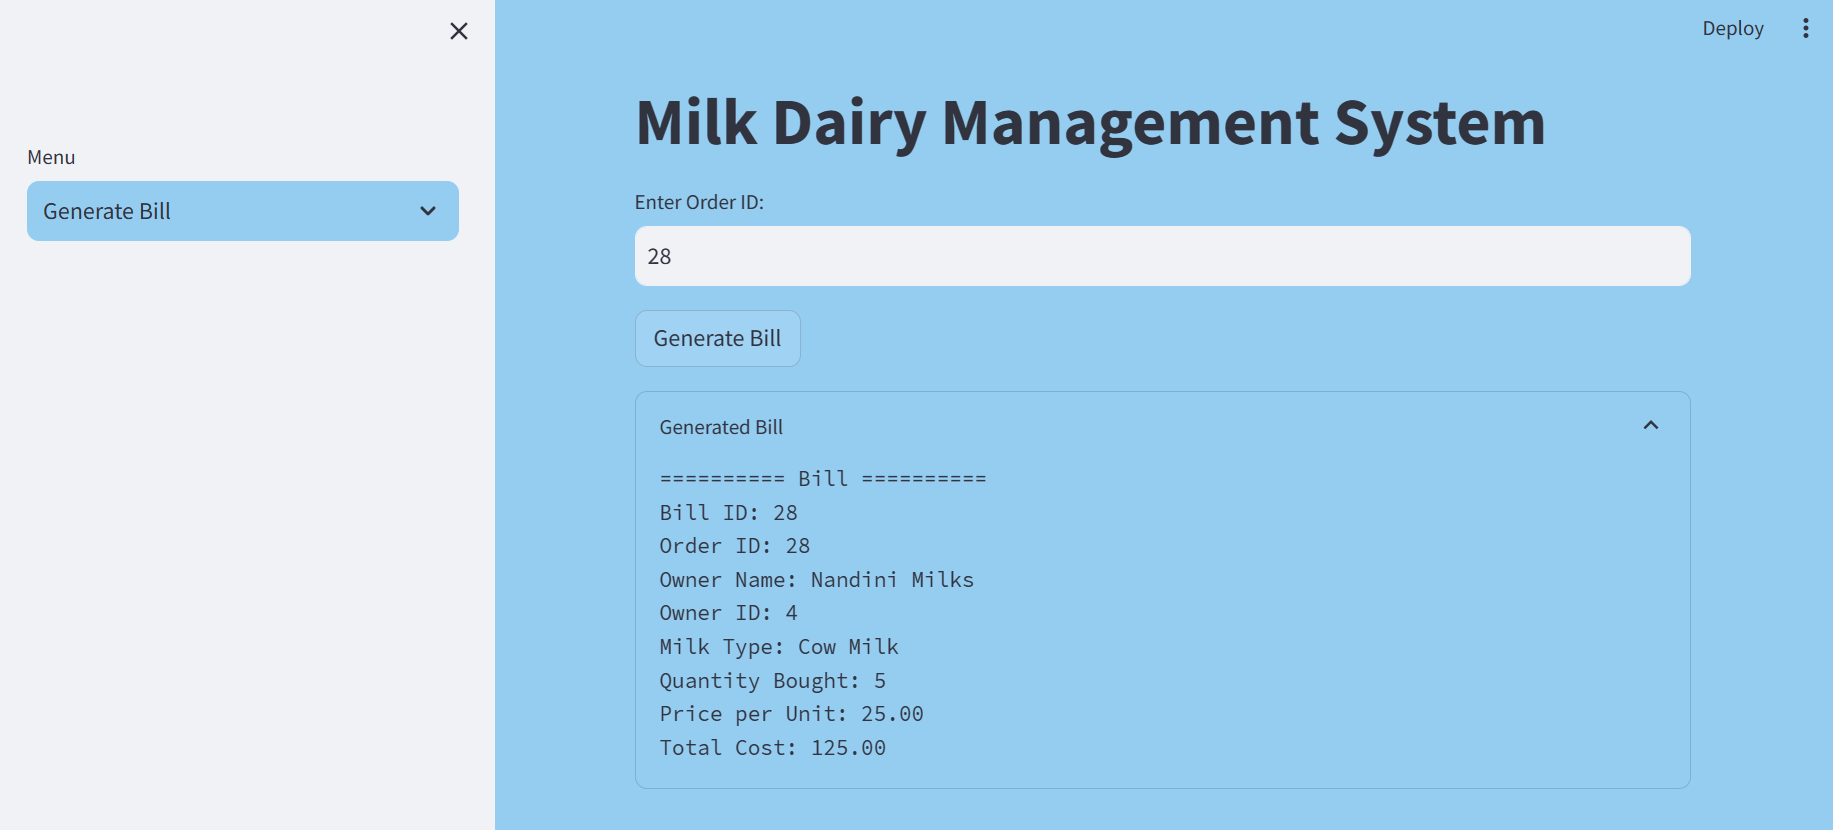 Deploy
Menu
Generate Bill
Milk Dairy Management System
Enter Order ID:
28
Generate Bill
Generated Bill
========== Bill ==========
Bill ID: 28
Order ID: 28
Owner Name: Nandini Milks
Owner ID: 4
Milk Type: Cow Milk
Quantity Bought: 5
Price per Unit: 25.00
Total Cost: 125.00